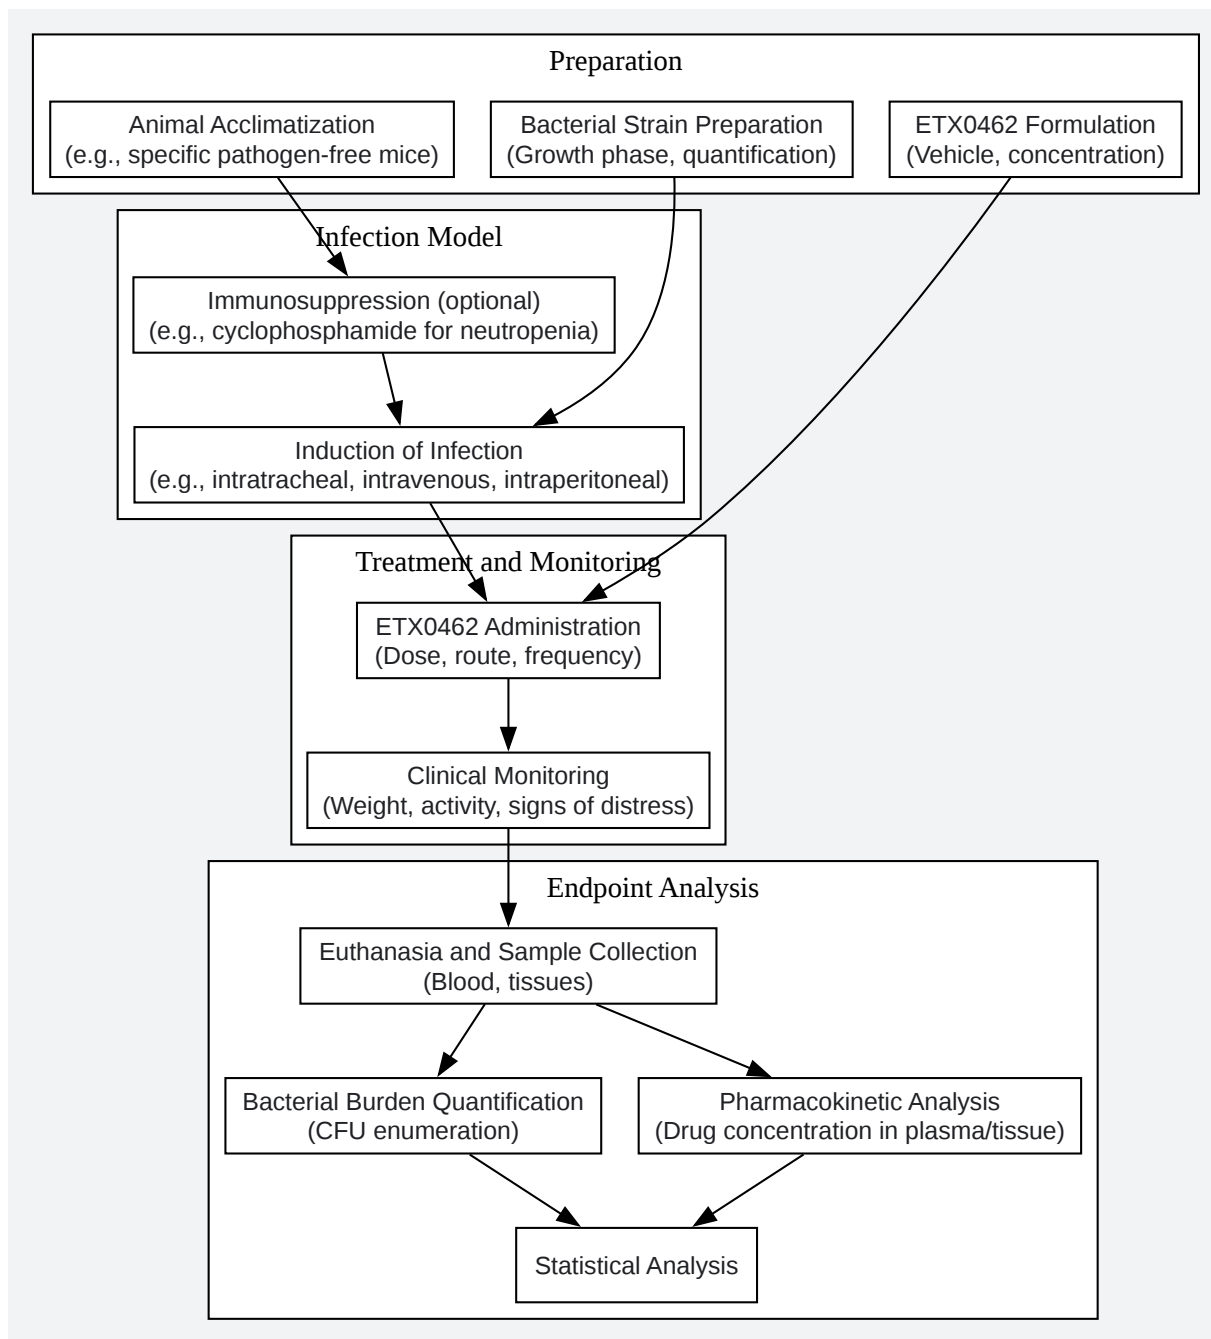 Preparation
Animal Acclimatization
(e.g., specific pathogen-free mice)
Bacterial Strain Preparation
(Growth phase, quantification)
ETX0462 Formulation
(Vehicle, concentration)
Infection Model
Immunosuppression (optional)
(e.g., cyclophosphamide for neutropenia)
Induction of Infection
(e.g., intratracheal, intravenous, intraperitoneal)
Treatment and Monitoring
ETX0462 Administration
(Dose, route, frequency)
Clinical Monitoring
(Weight, activity, signs of distress)
Endpoint Analysis
Euthanasia and Sample Collection
(Blood, tissues)
Bacterial Burden Quantification
(CFU enumeration)
Pharmacokinetic Analysis
(Drug concentration in plasma/tissue)
Statistical Analysis